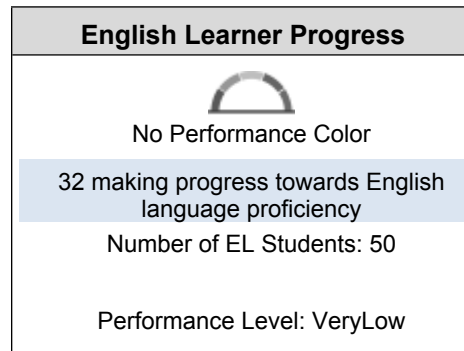 English Learner Progress
No Performance Color
32 making progress towards English
language proficiency
Number of EL Students: 50
Performance Level: VeryLow